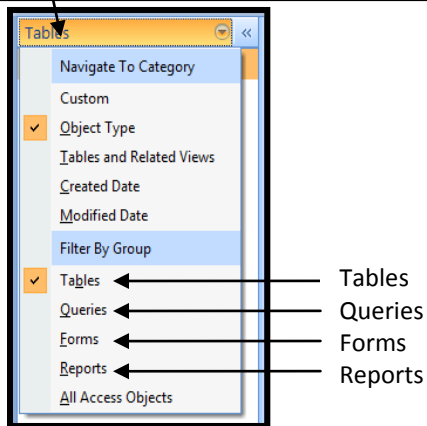 Tables «
Navigate To Category
Custom
Object Type
Tables and Related Views
Created Date
Modified Date
Filter By Group
Tables Tables
Queries Queries
Forms Forms
Reports Reports
All Access Objects